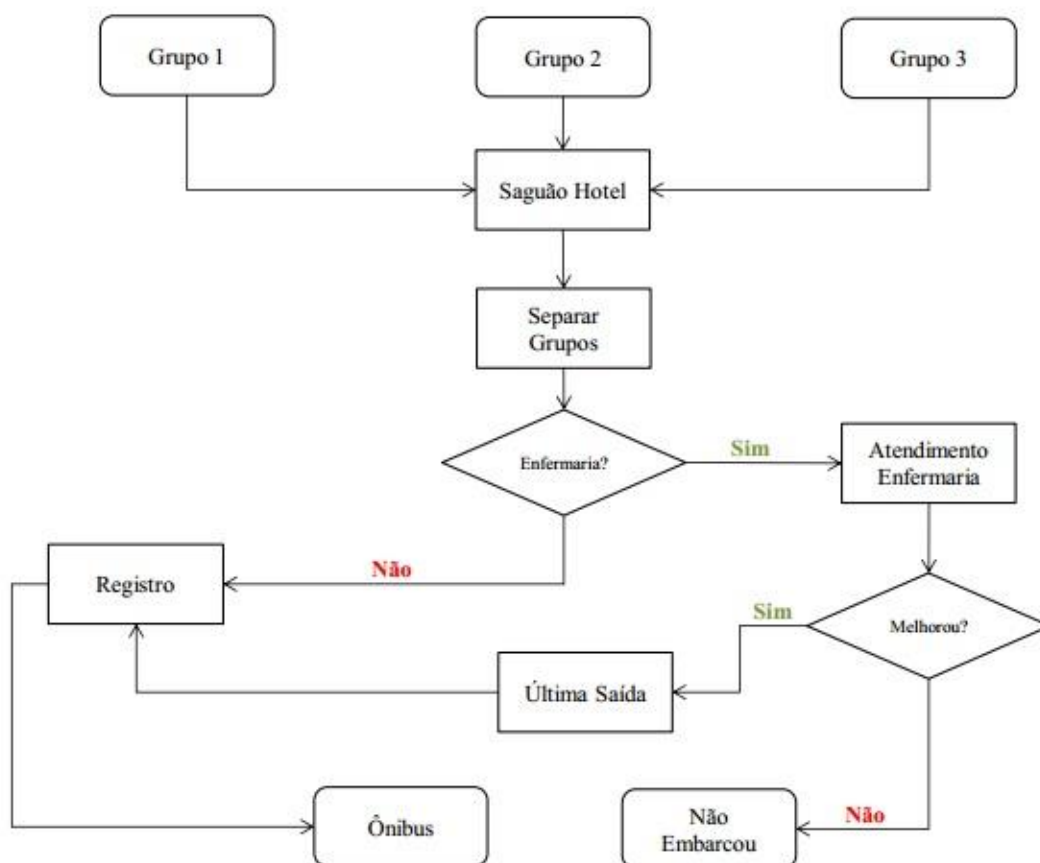 Grupo 1
Grupo 2
Grupo 3
Saguão Hotel
Separar
Grupos
Enfermaria?
Sim
Atendimento
Enfermaria
Não
Registro
Sim
Melhorou?
Última Saída
Ônibus
Não
Embarcou
Não